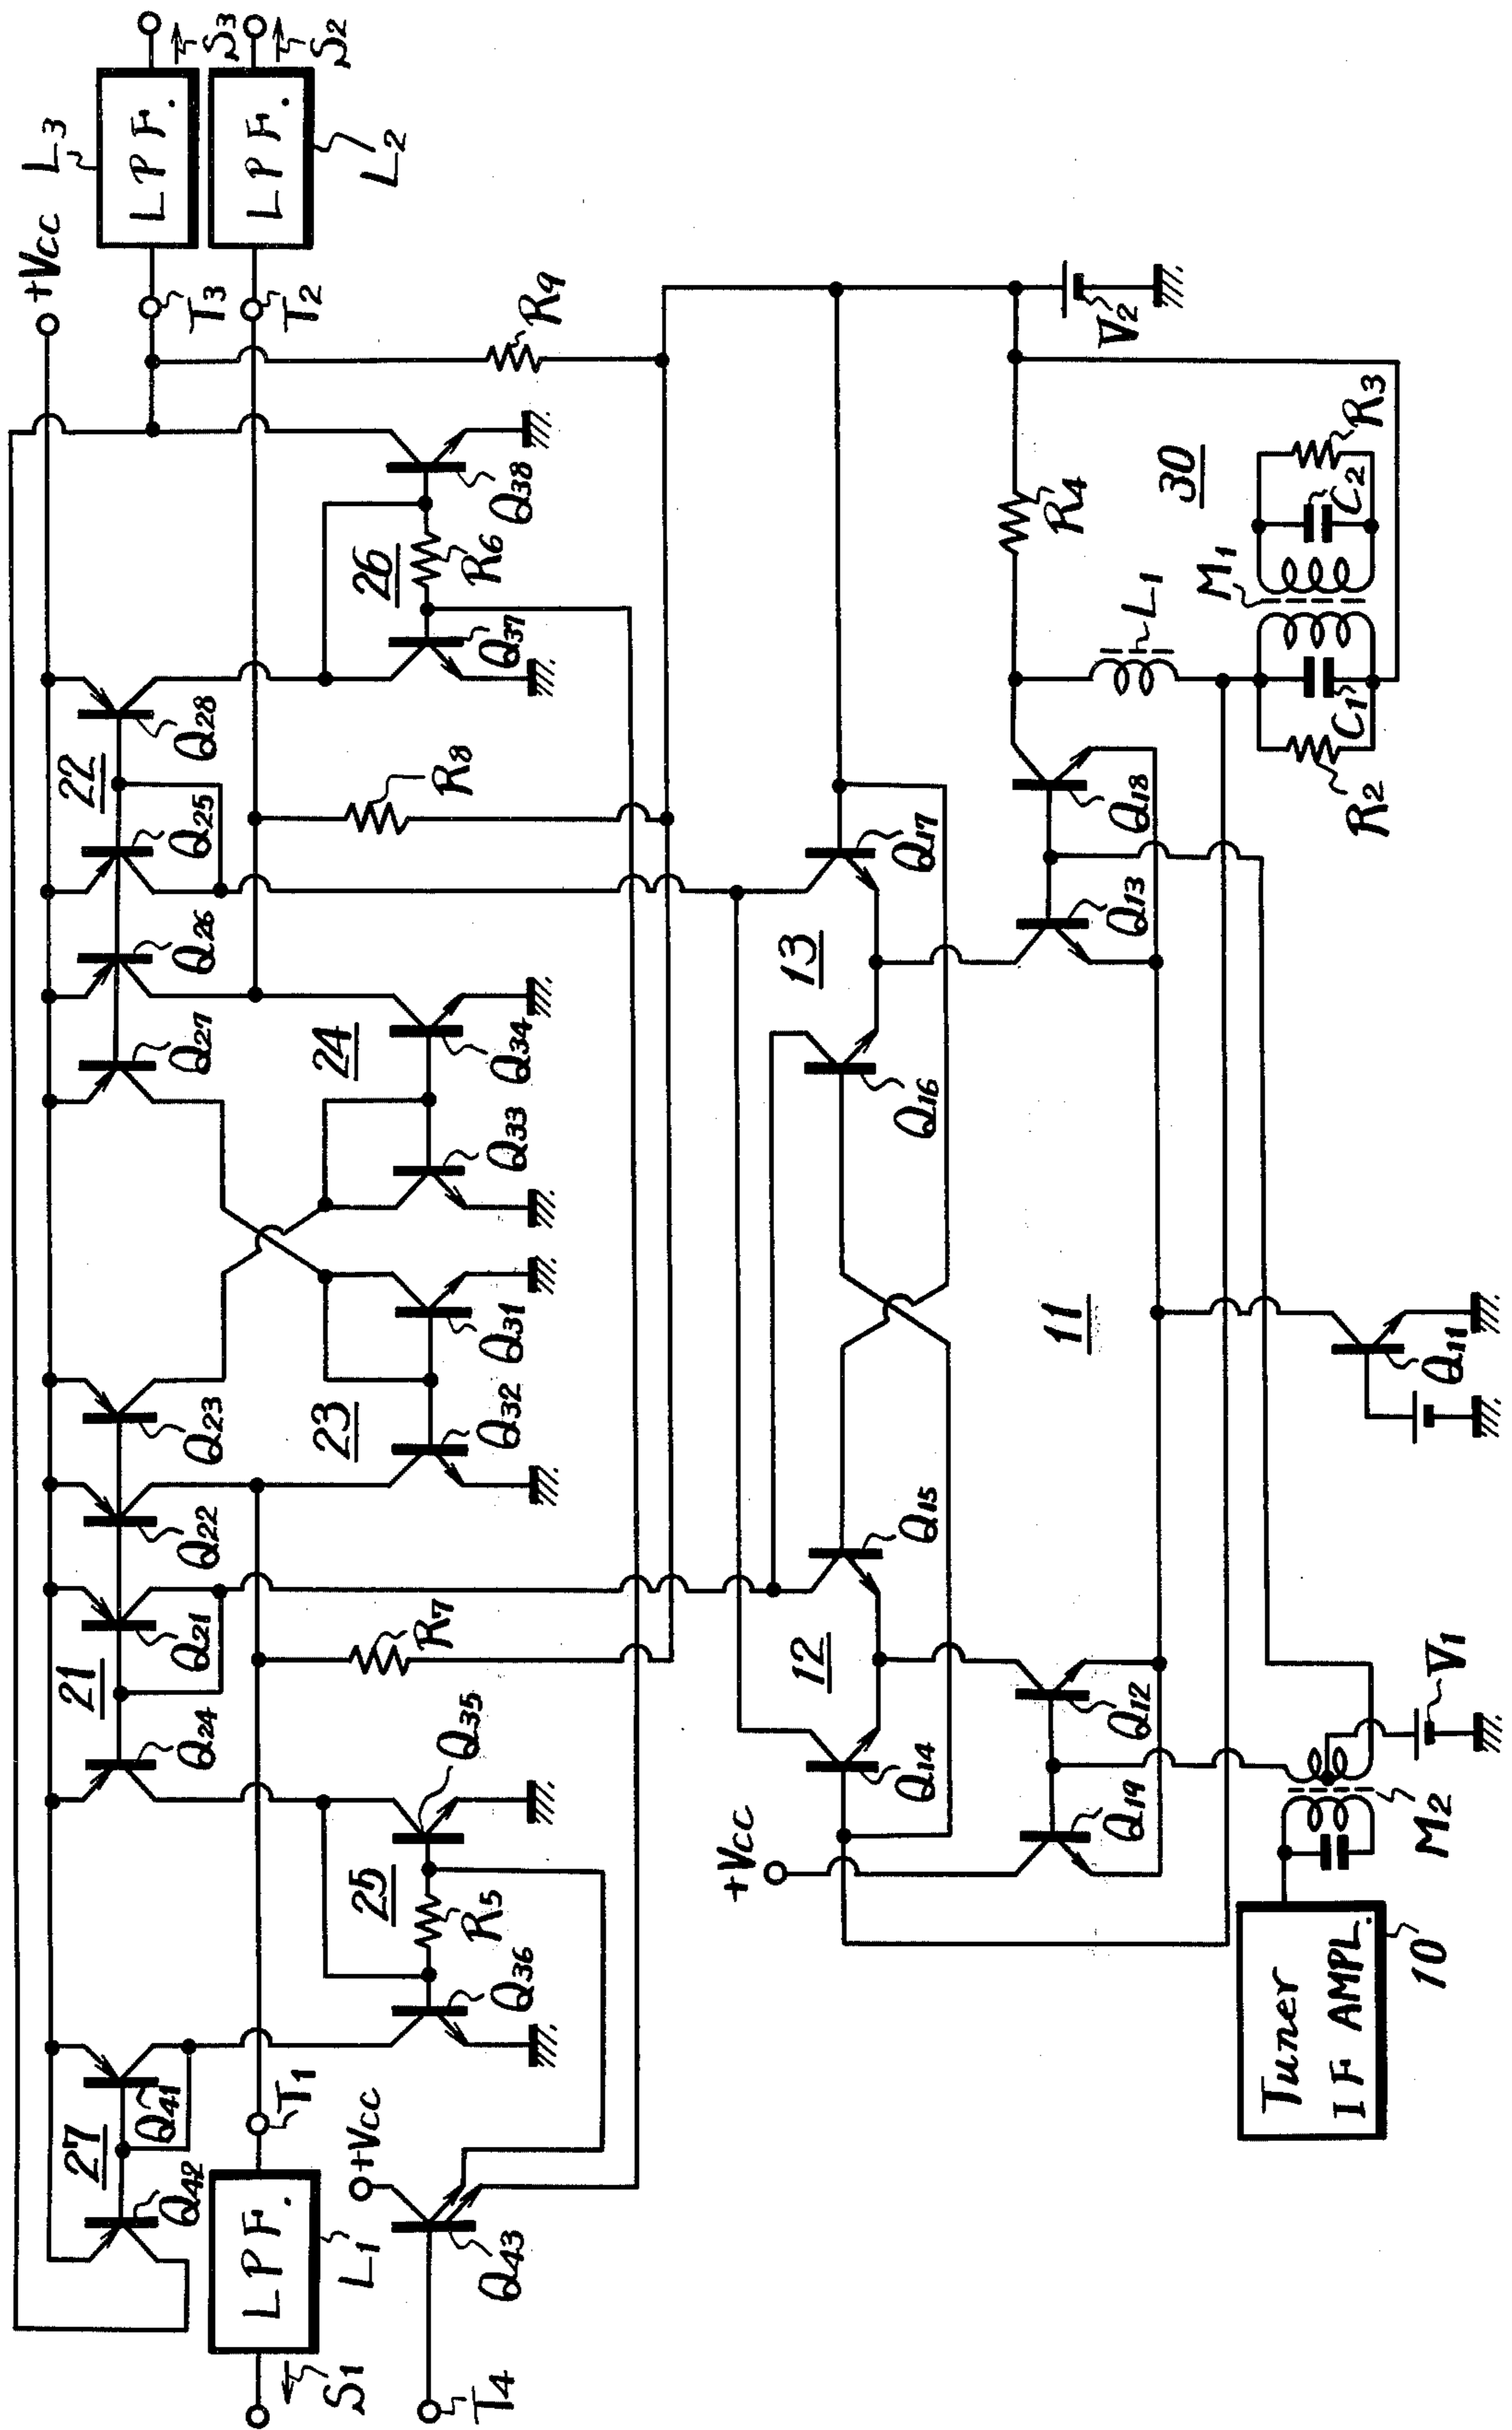 L3
+Vcc
LPF.
S3
T3
LPF.
S2
T2
L2
R9
22
Q28
Q25
Q26
Q27
R8
26
Q38
R6
Q37
24
Q34
Q33
23
Q31
Q32
21
Q23
Q22
Q21
Q24
R7
25
Q35
R5
Q36
27
Q41
Q42
T1
LPF.
L1
S1
+Vcc
Q43
T4
V2
R4
30
R3
C2
M1
L1
C1
R2
13
Q17
Q16
Q18
Q13
11
Q11
12
Q15
Q14
Q12
Q19
+Vcc
V1
M2
Tuner
IF AMPL.
10